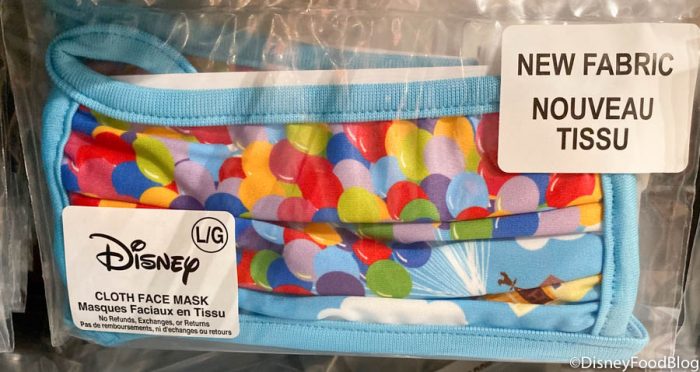 NEW FABRIC
NOUVEAU
TISSU
L/G
Disney
CLOTH FACE MASK
Masques Faciaux en Tissu
No Refunds, Exchanges, or Returns
Pas de remboursements, ni d'echanges ou retours
©DisneyFoodBlog